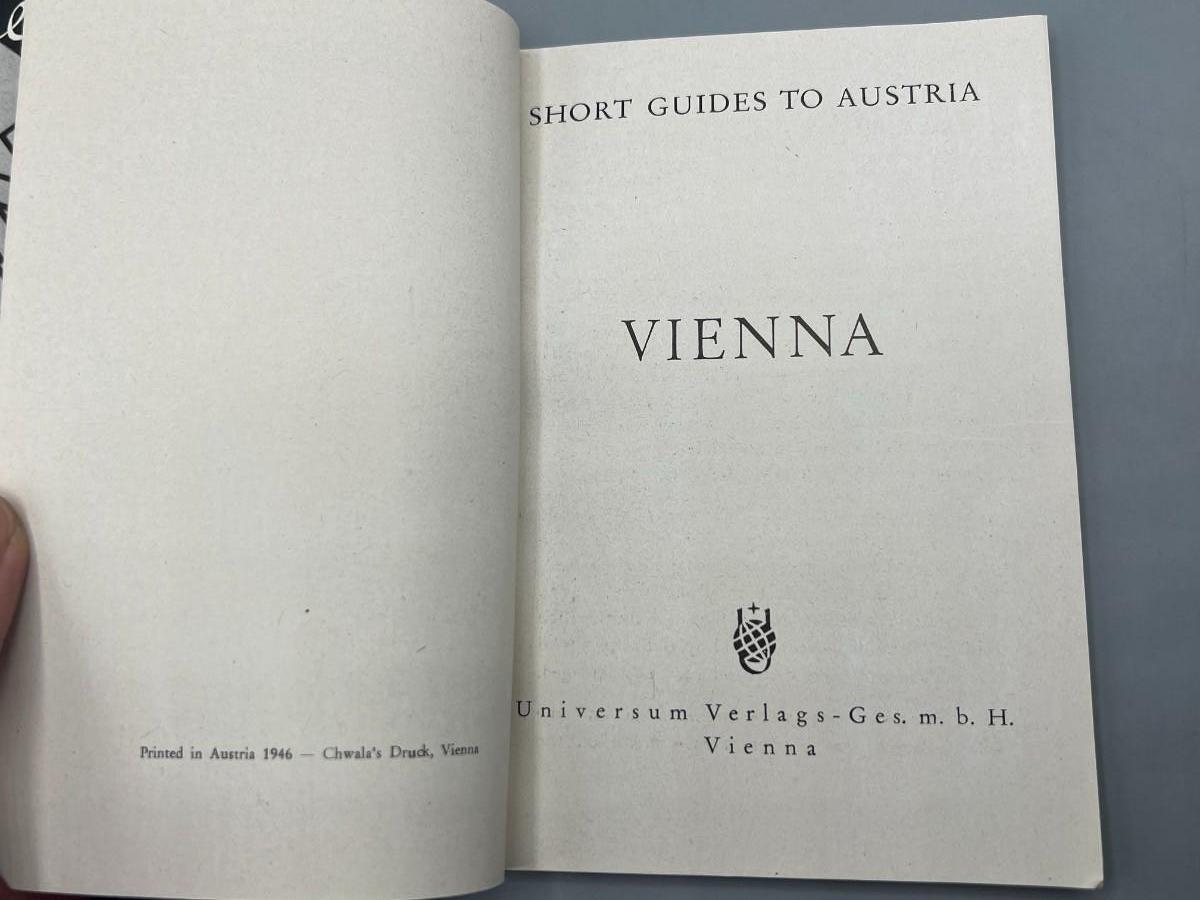 Printed in Austria 1946 — Chwala's Druck, Vienna
SHORT GUIDES TO AUSTRIA
VIENNA
Universum Verlags-Ges. m. b. H.
Vienna